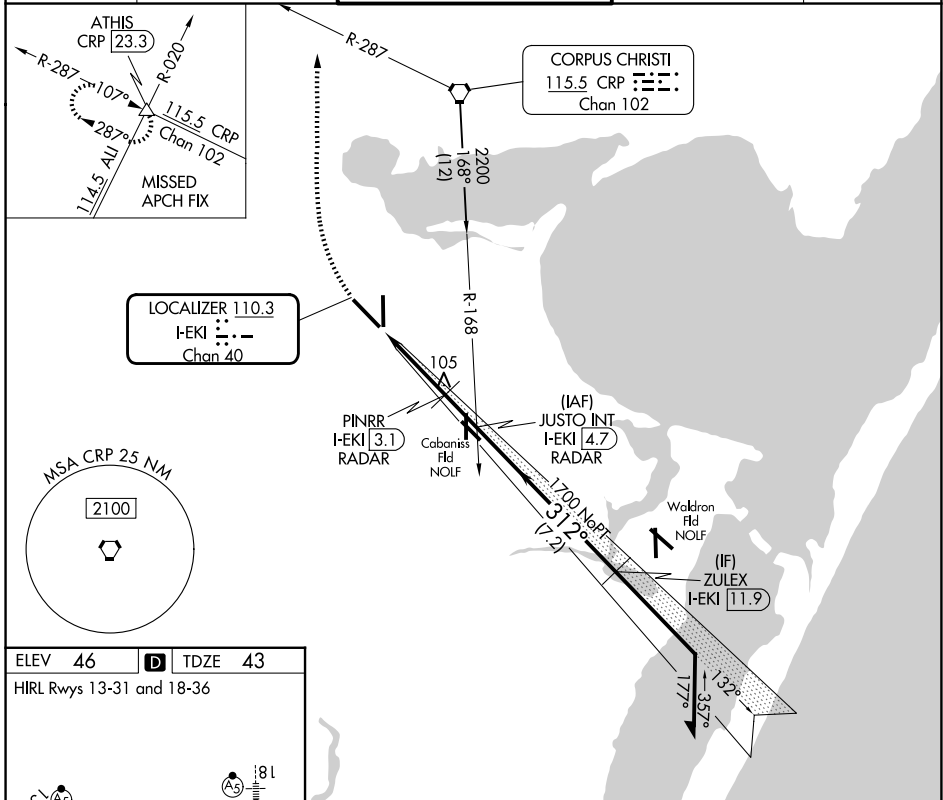 ATHIS
CRP 23.3
R-287
107°
R-020
287°
115.5 CRP
Chan 102
114.5 ALI
MISSED
APCH FIX
R-287
CORPUS CHRISTI
115.5 CRP
Chan 102
2200
168°
(12)
R-168
LOCALIZER 110.3
I-EKI
Chan 40
105
PINRR
I-EKI 3.1
RADAR
Cabaniss
Fld
NOLF
(IAF)
JUSTO INT
I-EKI 4.7
RADAR
1700 NoPT
312°
(7.2)
Waldron
Fld
NOLF
(IF)
ZULEX
I-EKI 11.9
132°
177°
357°
MSA CRP 25 NM
2100
ELEV 46 D TDZE 43
HIRL Rwys 13-31 and 18-36
A5
13
A5
18